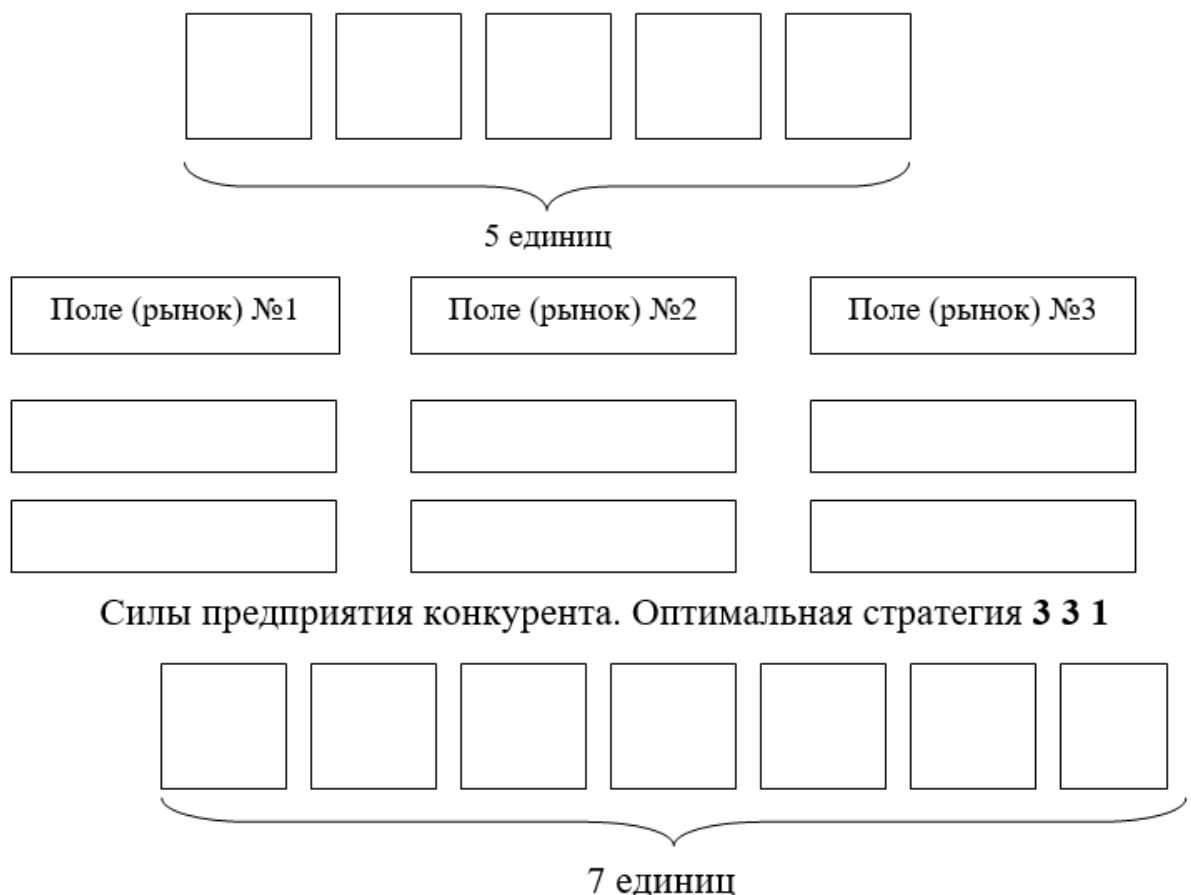 5 единиц
Поле (рынок) №1
Поле (рынок) №2
Поле (рынок) №3
Силы предприятия конкурента. Оптимальная стратегия 3 3 1
7 единиц